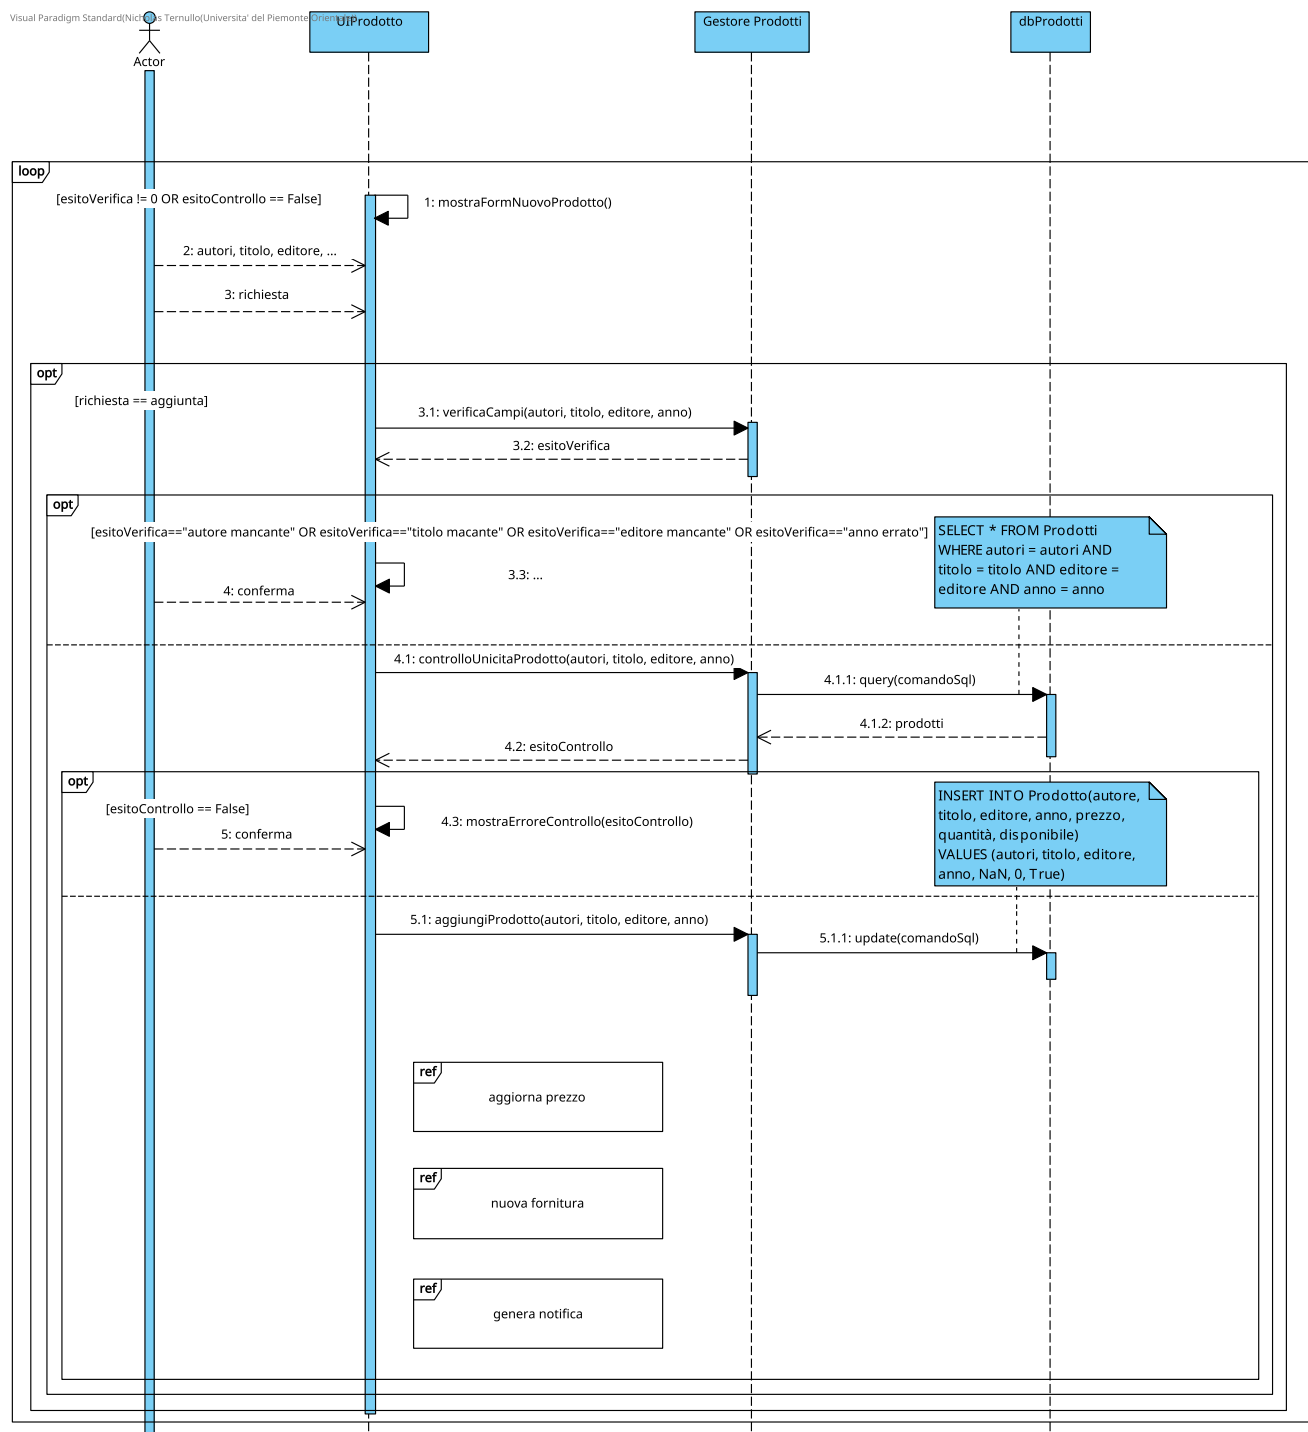 Visual Paradigm Standard(Nicholas Ternullo(Universita' del Piemonte Orientale))
Actor
UIProdotto
Gestore Prodotti
dbProdotti
loop
[esitoVerifica != 0 OR esitoControllo == False]
1: mostraFormNuovoProdotto()
2: autori, titolo, editore, ...
3: richiesta
opt
[richiesta == aggiunta]
3.1: verificaCampi(autori, titolo, editore, anno)
3.2: esitoVerifica
opt
[esitoVerifica=="autore mancante" OR esitoVerifica=="titolo macante" OR esitoVerifica=="editore mancante" OR esitoVerifica=="anno errato"]
SELECT * FROM Prodotti
WHERE autori = autori AND
titolo = titolo AND editore =
editore AND anno = anno
3.3: ...
4: conferma
4.1: controlloUnicitaProdotto(autori, titolo, editore, anno)
4.1.1: query(comandoSql)
4.1.2: prodotti
4.2: esitoControllo
opt
[esitoControllo == False]
4.3: mostraErroreControllo(esitoControllo)
5: conferma
INSERT INTO Prodotto(autore,
titolo, editore, anno, prezzo,
quantità, disponibile)
VALUES (autori, titolo, editore,
anno, NaN, 0, True)
5.1: aggiungiProdotto(autori, titolo, editore, anno)
5.1.1: update(comandoSql)
ref
aggiorna prezzo
ref
nuova fornitura
ref
genera notifica